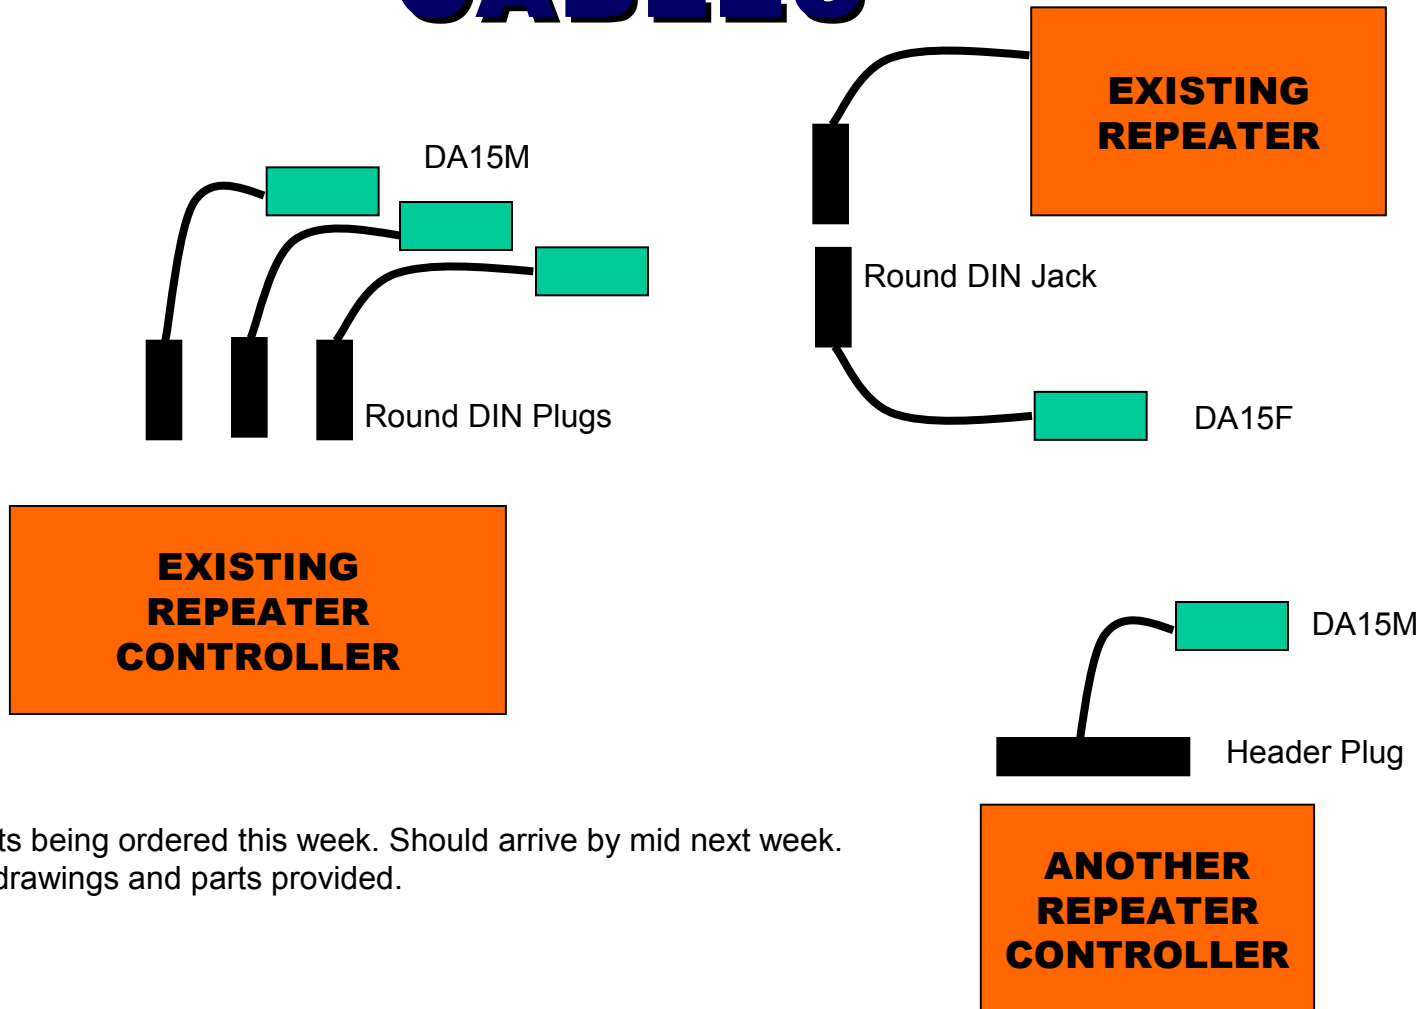 DA15M
EXISTING
REPEATER
Round DIN Jack
Round DIN Plugs
DA15F
EXISTING
REPEATER
CONTROLLER
DA15M
Header Plug
being ordered this week. Should arrive by mid next week.
drawings and parts provided.
ANOTHER
REPEATER
CONTROLLER